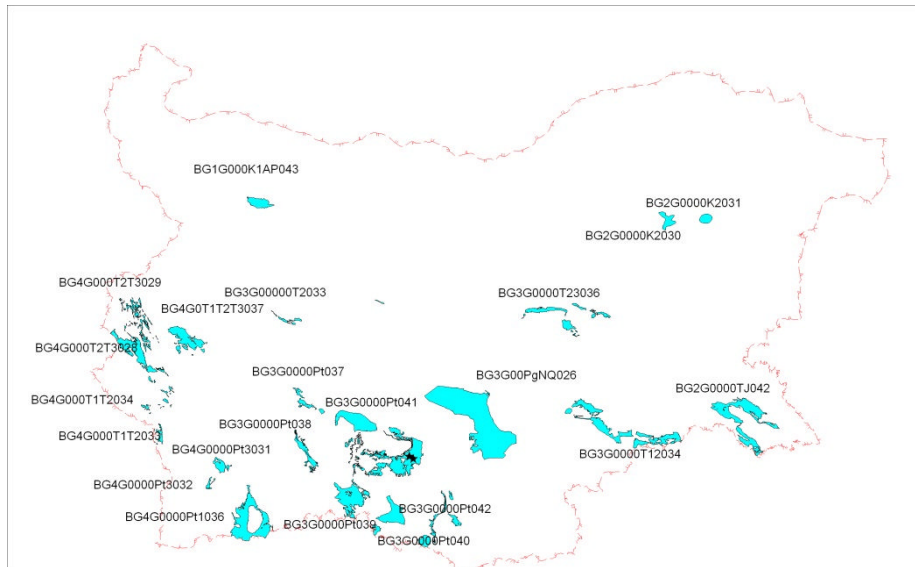 BG1G000K1AP043
BG2G0000K2031
BG2G0000K2030
BG4G000T2T3029
BG3G00000T2033
BG3G0000T23036
BG4G0T1T2T3037
BG4G000T2T3028
BG3G0000Pt037
BG3G00PgNQ026
BG2G0000TJ042
BG4G000T1T2034
BG3G0000Pt041
BG3G0000Pt038
BG4G000T1T2033
BG4G0000Pt3031
BG3G0000T12034
BG4G0000Pt3032
BG3G0000Pt042
BG4G0000Pt1036
BG3G0000Pt039
BG3G0000Pt040